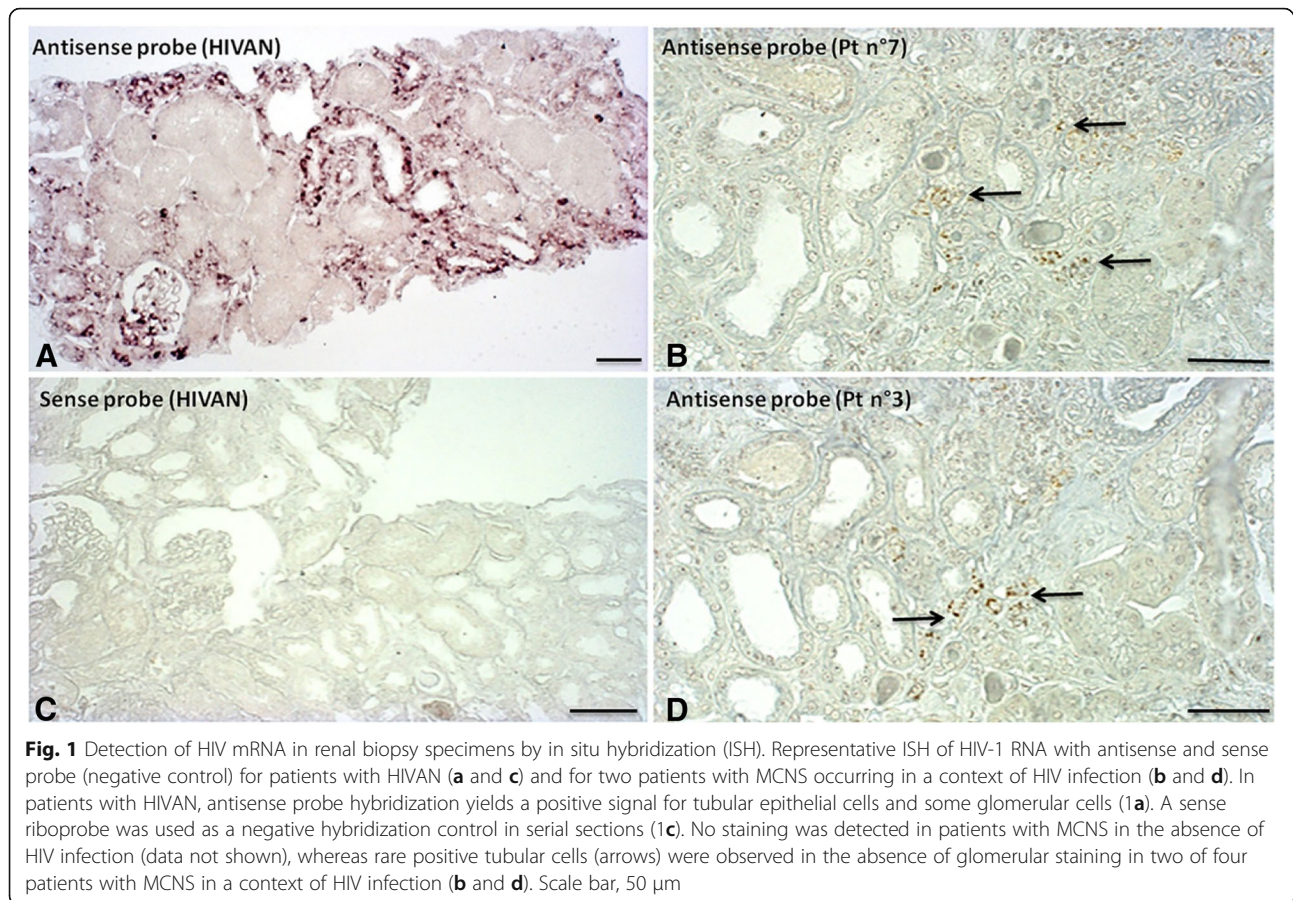 Antisense probe (HIVAN)
A
Antisense probe (Pt n°7)
B
Sense probe (HIVAN)
C
Antisense probe (Pt n°3)
D
Fig. 1 Detection of HIV mRNA in renal biopsy specimens by in situ hybridization (ISH). Representative ISH of HIV-1 RNA with antisense and sense
probe (negative control) for patients with HIVAN (a and c) and for two patients with MCNS occurring in a context of HIV infection (b and d). In
patients with HIVAN, antisense probe hybridization yields a positive signal for tubular epithelial cells and some glomerular cells (1a). A sense
riboprobe was used as a negative hybridization control in serial sections (1c). No staining was detected in patients with MCNS in the absence of
HIV infection (data not shown), whereas rare positive tubular cells (arrows) were observed in the absence of glomerular staining in two of four
patients with MCNS in a context of HIV infection (b and d). Scale bar, 50 μm